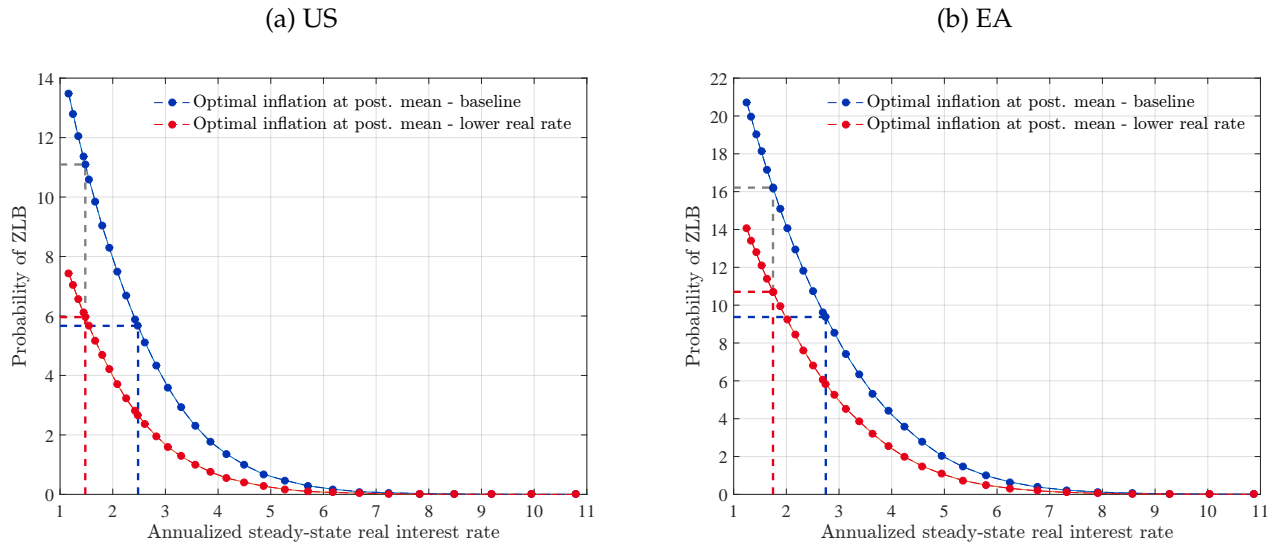 (a) US
(b) EA
14
12
10
8
6
4
2
0
Probability of ZLB
Optimal inflation at post. mean - baseline
Optimal inflation at post. mean - lower real rate
1 2 3 4 5 6 7 8 9 10 11
Annualized steady-state real interest rate
22
20
18
16
14
12
10
8
6
4
2
0
Probability of ZLB
Optimal inflation at post. mean - baseline
Optimal inflation at post. mean - lower real rate
1 2 3 4 5 6 7 8 9 10 11
Annualized steady-state real interest rate